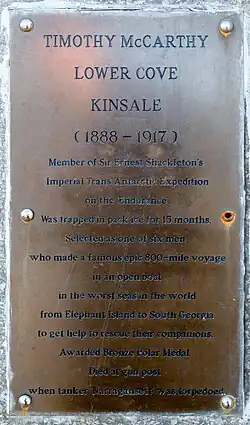 TIMOTHY McCARTHY
LOWER COVE
KINSALE
(1888 - 1917)
Member of Sir Ernest Shackleton's
Imperial Trans Antarctic Expedition
on the 'Endurance'
Was trapped in pack ice for 15 months.
Selected as one of six men
who made a famous epic 800-mile voyage
in an open boat
in the worst seas in the world
from Elephant Island to South Georgia
to get help to rescue their companions.
Awarded Bronze Polar Medal
Died at gun post
when tanker 'Narragansett' was torpedoed.